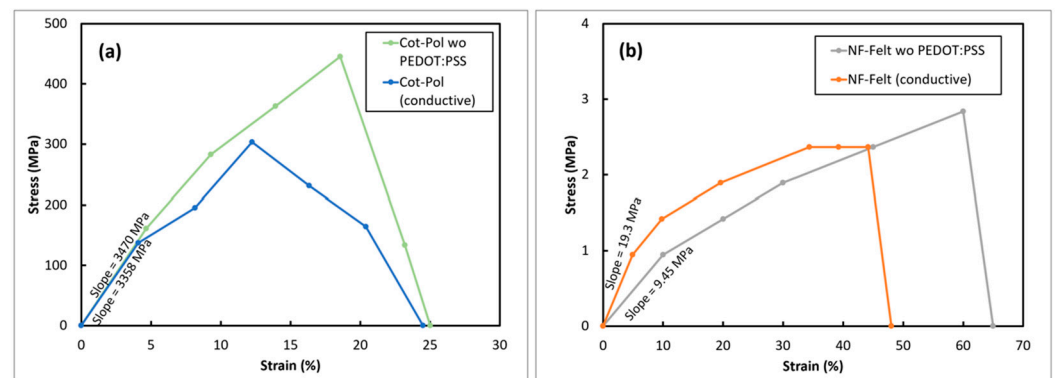 (a)
Cot-Pol wo
PEDOT:PSS
Cot-Pol
(conductive)
Stress (MPa)
500
400
300
200
100
0
Slope = 3470 MPa
Slope = 3358 MPa
0 5 10 15 20 25 30
Strain (%)
(b)
NF-Felt wo PEDOT:PSS
NF-Felt (conductive)
Stress (MPa)
4
3
2
1
0
Slope = 19.3 MPa
Slope = 9.45 MPa
0 10 20 30 40 50 60 70
Strain (%)